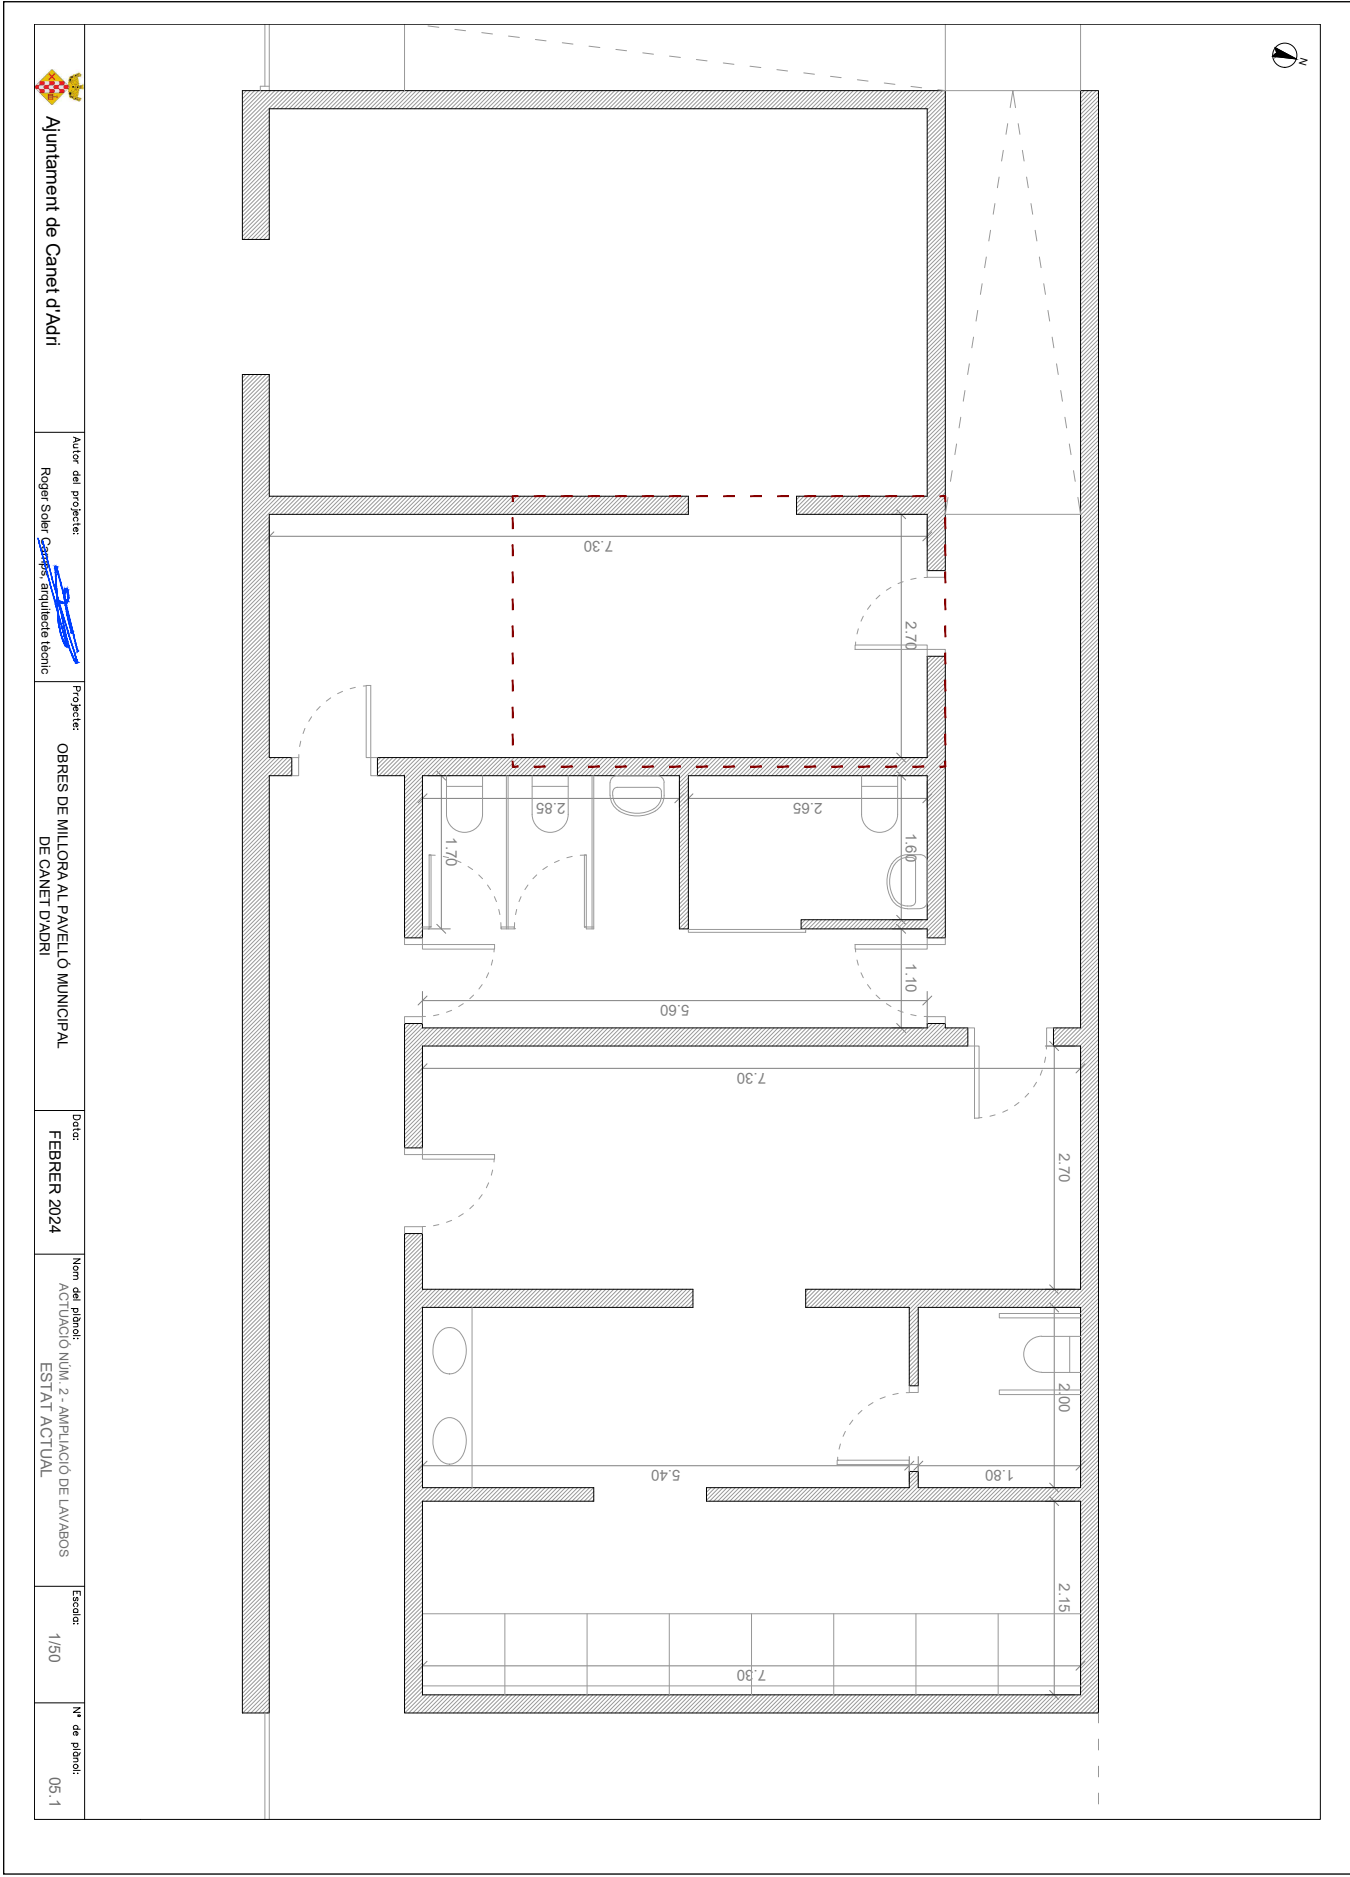 N
Ajuntament de Canet d'Adri
Autor del projecte:
Roger Soler Camps, arquitecte tècnic
Projecte:
OBRES DE MILLORA AL PAVELLÓ MUNICIPAL
DE CANET D'ADRI
Data:
FEBRER 2024
Nom del plànol:
ACTUACIÓ NÚM. 2 - AMPLIACIÓ DE LAVABOS
ESTAT ACTUAL
Escala:
1/50
Nº de plànol:
05.1
7.30
2.70
2.85
2.65
1.70
1.60
1.10
5.60
7.30
2.70
2.00
5.40
1.80
2.15
7.30